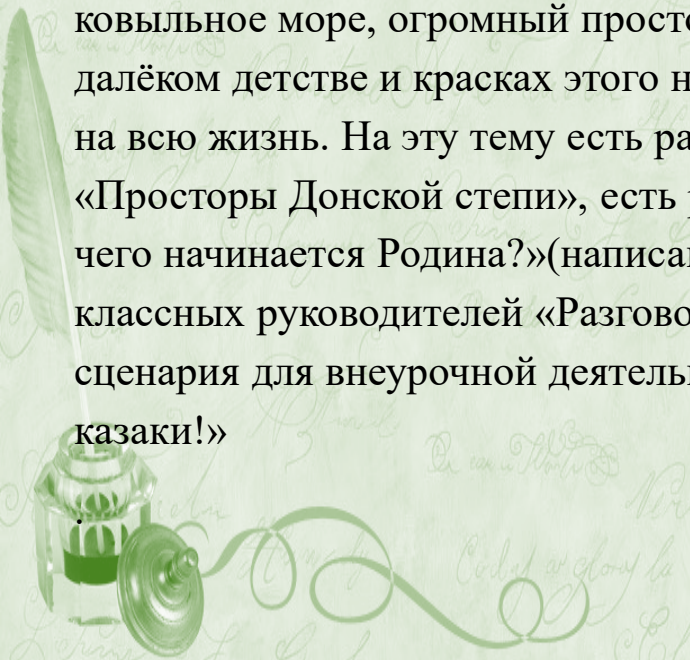 ковыльное море, огромный просто
далёком детстве и красках этого н
на всю жизнь. На эту тему есть ра
«Просторы Донской степи», есть
чего начинается Родина?»(написа
классных руководителей «Разгово
сценария для внеурочной деятель
казаки!»
.